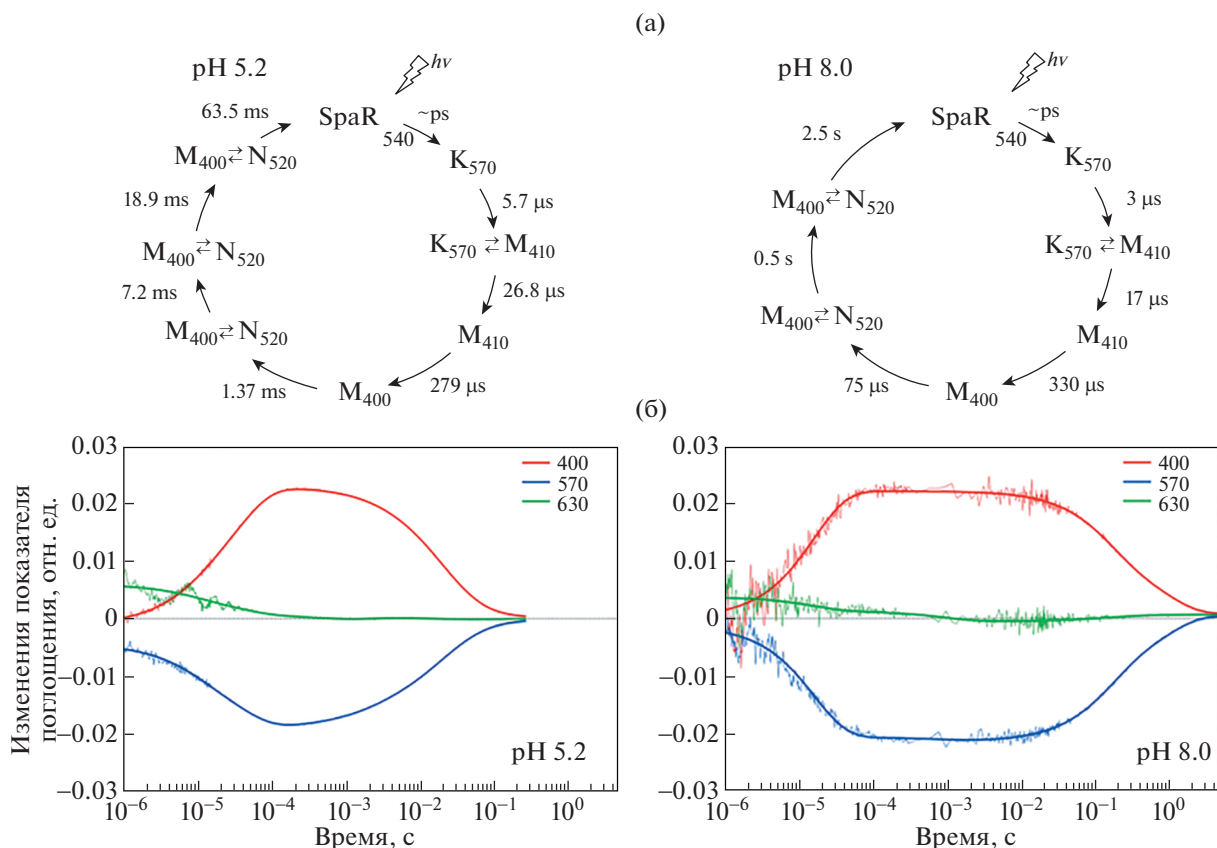 (а)
pH 5.2
hν
63.5 ms
SpaR540
~ps
M400 ⇄ N520
K570
18.9 ms
5.7 μs
M400 ⇄ N520
K570 ⇄ M410
7.2 ms
26.8 μs
M400 ⇄ N520
M410
1.37 ms
M400
279 μs
pH 8.0
hν
2.5 s
SpaR540
~ps
K570
M400 ⇄ N520
3 μs
0.5 s
K570 ⇄ M410
M400 ⇄ N520
17 μs
M410
75 μs
M400
330 μs
(б)
Изменения показателя
поглощения, отн. ед.
0.03
0.02
0.01
0
–0.01
–0.02
–0.03
400
570
630
pH 5.2
10–6
10–5
10–4
10–3
10–2
10–1
100
Время, с
0.03
0.02
0.01
0
–0.01
–0.02
–0.03
400
570
630
pH 8.0
10–6
10–5
10–4
10–3
10–2
10–1
100
Время, с